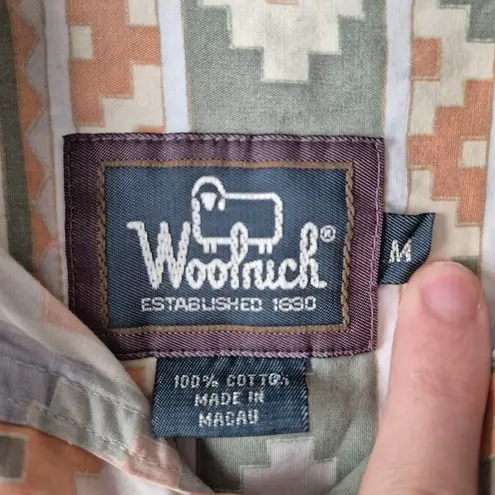 Woolrich®
ESTABLISHED 1830
M
100% COTTON
MADE IN
MACAU